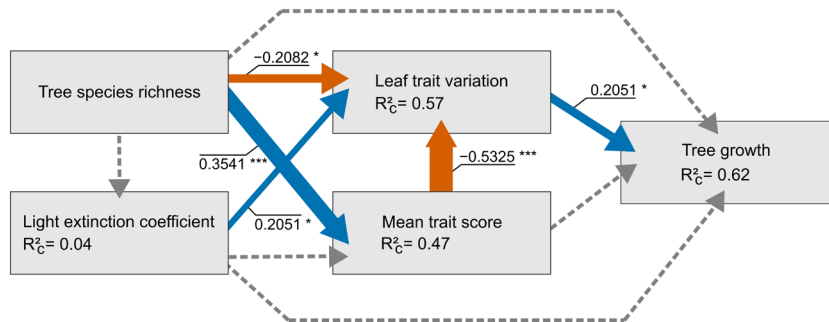 Tree species richness
−0.2082 *
Leaf trait variation
R²c = 0.57
0.2051 *
Tree growth
R²c = 0.62
0.3541 ***
−0.5325 ***
Light extinction coefficient
R²c = 0.04
0.2051 *
Mean trait score
R²c = 0.47